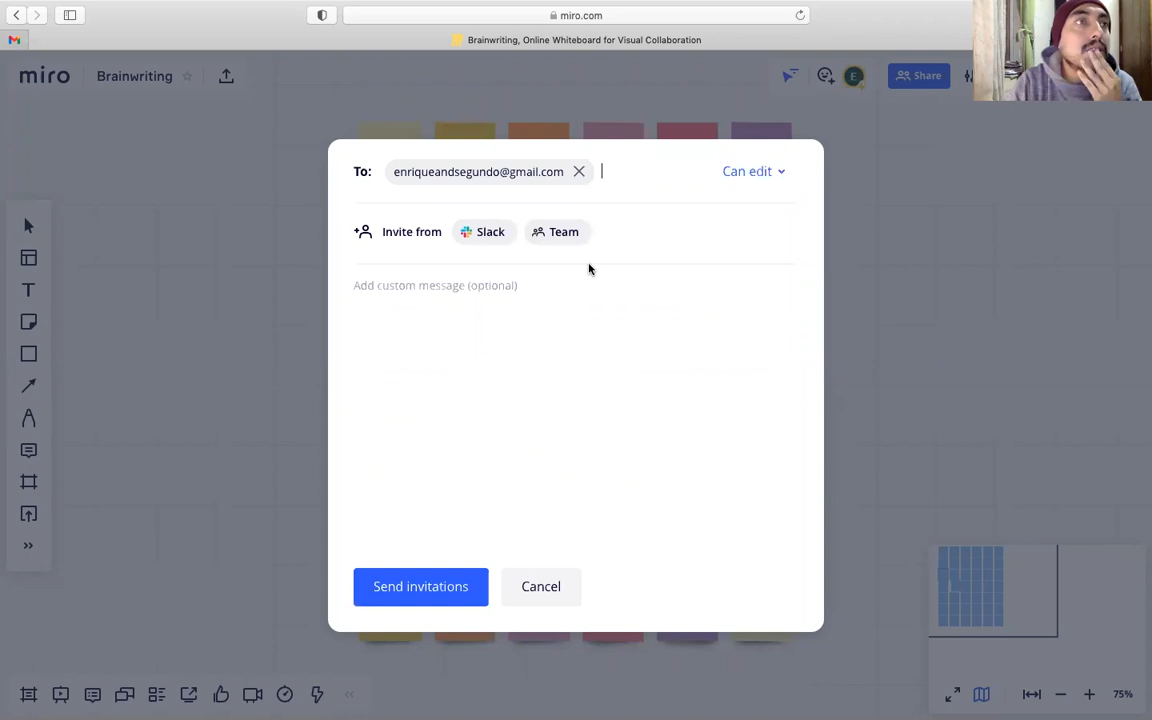 miro.com
Brainwriting, Online Whiteboard for Visual Collaboration
miro
Brainwriting
E
Share
To:
enriqueandsegundo@gmail.com
Can edit
Invite from
Slack
Team
Add custom message (optional)
Send invitations
Cancel
75%